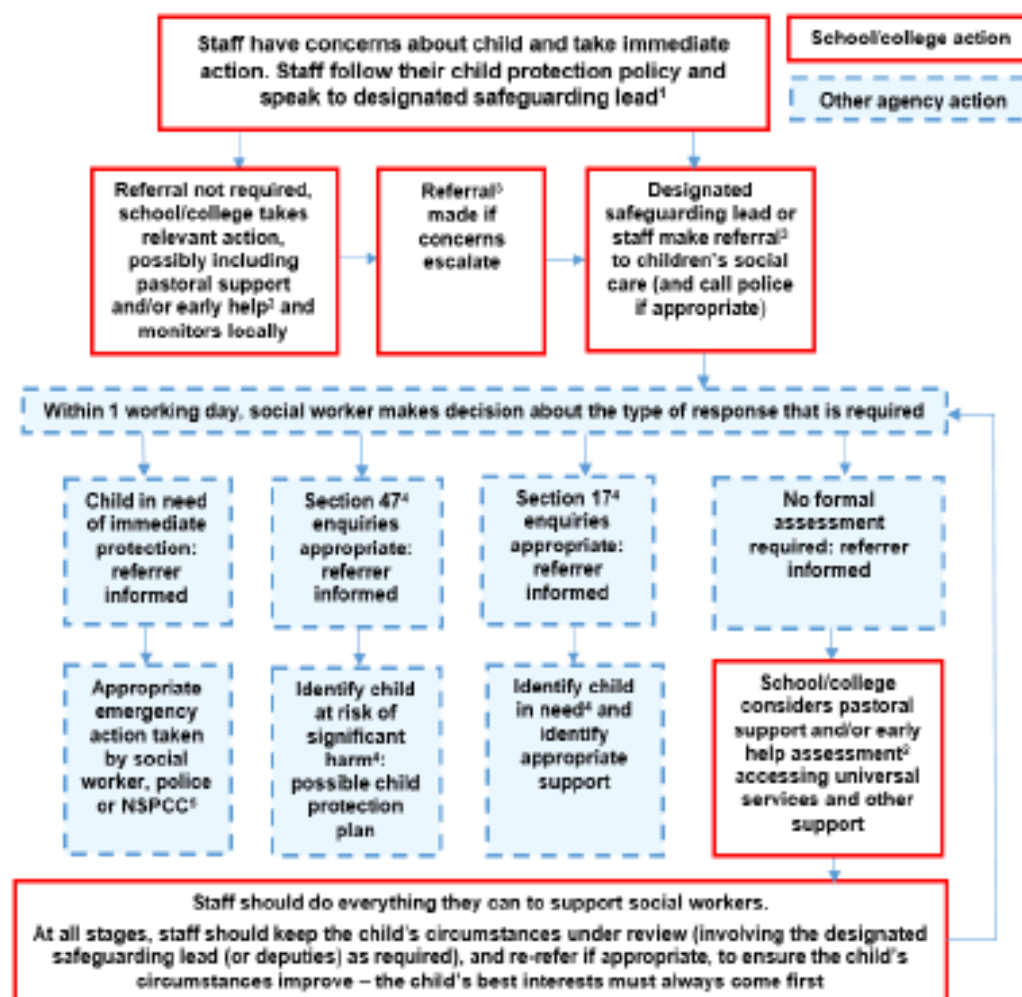 Staff have concerns about child and take immediate
action. Staff follow their child protection policy and
speak to designated safeguarding lead¹
School/college action
Other agency action
Referral not required,
school/college takes
relevant action,
possibly including
pastoral support
and/or early help² and
monitors locally
Referral³
made if
concerns
escalate
Designated
safeguarding lead or
staff make referral³
to children's social
care (and call police
if appropriate)
Within 1 working day, social worker makes decision about the type of response that is required
Child in need
of immediate
protection:
referrer
informed
Section 47⁴
enquiries
appropriate:
referrer
informed
Section 17⁴
enquiries
appropriate:
referrer
informed
No formal
assessment
required: referrer
informed
Appropriate
emergency
action taken
by social
worker, police
or NSPCC⁵
Identify child
at risk of
significant
harm⁴:
possible child
protection
plan
Identify child
in need⁴ and
identify
appropriate
support
School/college
considers pastoral
support and/or early
help assessment²
accessing universal
services and other
support
Staff should do everything they can to support social workers.
At all stages, staff should keep the child's circumstances under review (involving the designated
safeguarding lead (or deputies) as required), and re-refer if appropriate, to ensure the child's
circumstances improve – the child's best interests must always come first